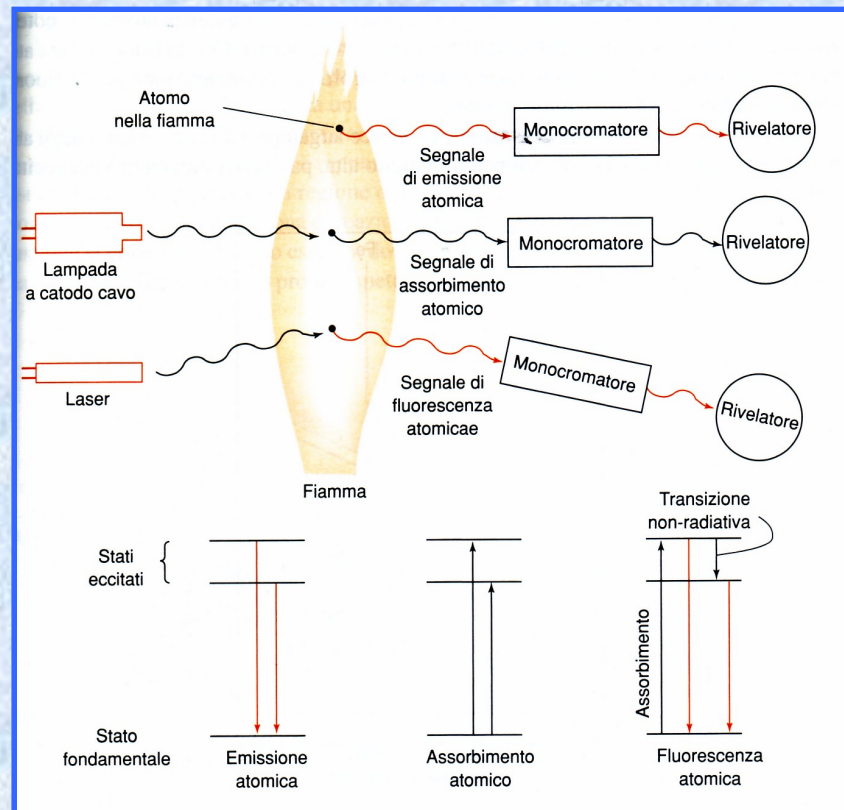 Atomo
nella fiamma
Segnale
di emissione
atomica
Monocromatore
Rivelatore
Lampada
a catodo cavo
Segnale di
assorbimento
atomico
Monocromatore
Rivelatore
Laser
Segnale di
fluorescenza
atomicae
Monocromatore
Rivelatore
Fiamma
Transizione
non-radiativa
Stati
eccitati
Assorbimento
Stato
fondamentale
Emissione
atomica
Assorbimento
atomico
Fluorescenza
atomica